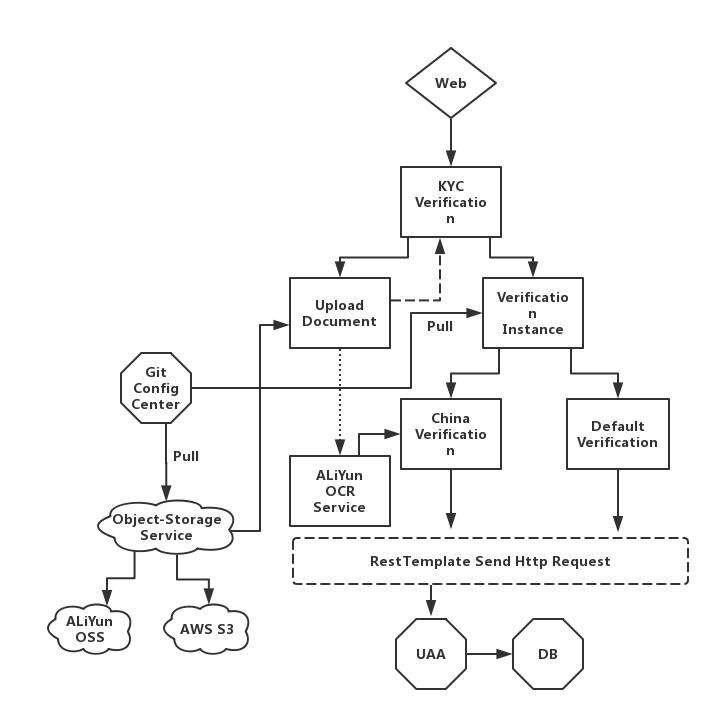 Web
KYC
Verificatio
n
Upload
Document
Verificatio
n
Instance
Pull
Git
Config
Center
China
Verificatio
n
Default
Verification
Pull
ALiYun
OCR
Service
Object-Storage
Service
RestTemplate Send Http Request
ALiYun
OSS
AWS S3
UAA
DB